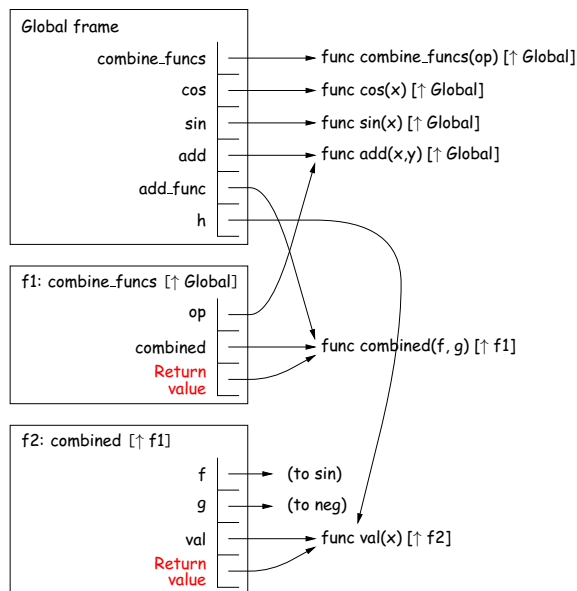 Global frame
combine_funcs func combine_funcs(op) [↑ Global]
cos func cos(x) [↑ Global]
sin func sin(x) [↑ Global]
add func add(x,y) [↑ Global]
add_func
h
f1: combine_funcs [↑ Global]
op
combined func combined(f, g) [↑ f1]
Return
value
f2: combined [↑ f1]
f (to sin)
g (to neg)
val func val(x) [↑ f2]
Return
value